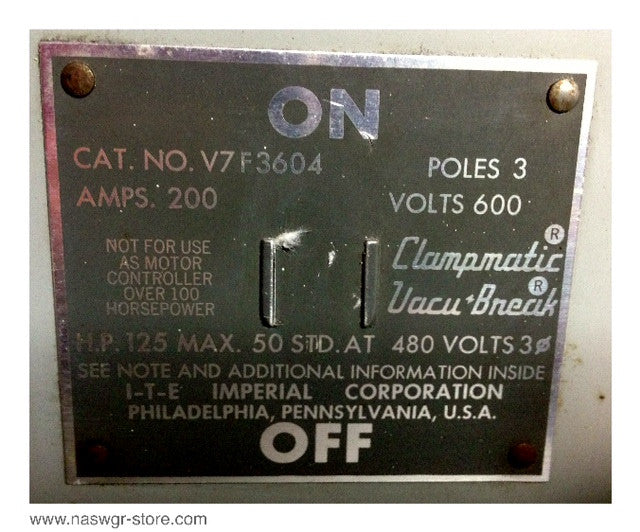 ON
CAT. NO. V7F3604 POLES 3
AMPS. 200 VOLTS 600
NOT FOR USE
AS MOTOR
CONTROLLER
OVER 100
HORSEPOWER
Clampmatic®
Vacu-Break®
H.P. 125 MAX. 50 STD. AT 480 VOLTS 3ø
SEE NOTE AND ADDITIONAL INFORMATION INSIDE
I-T-E IMPERIAL CORPORATION
PHILADELPHIA, PENNSYLVANIA, U.S.A.
OFF
www.naswgr-store.com